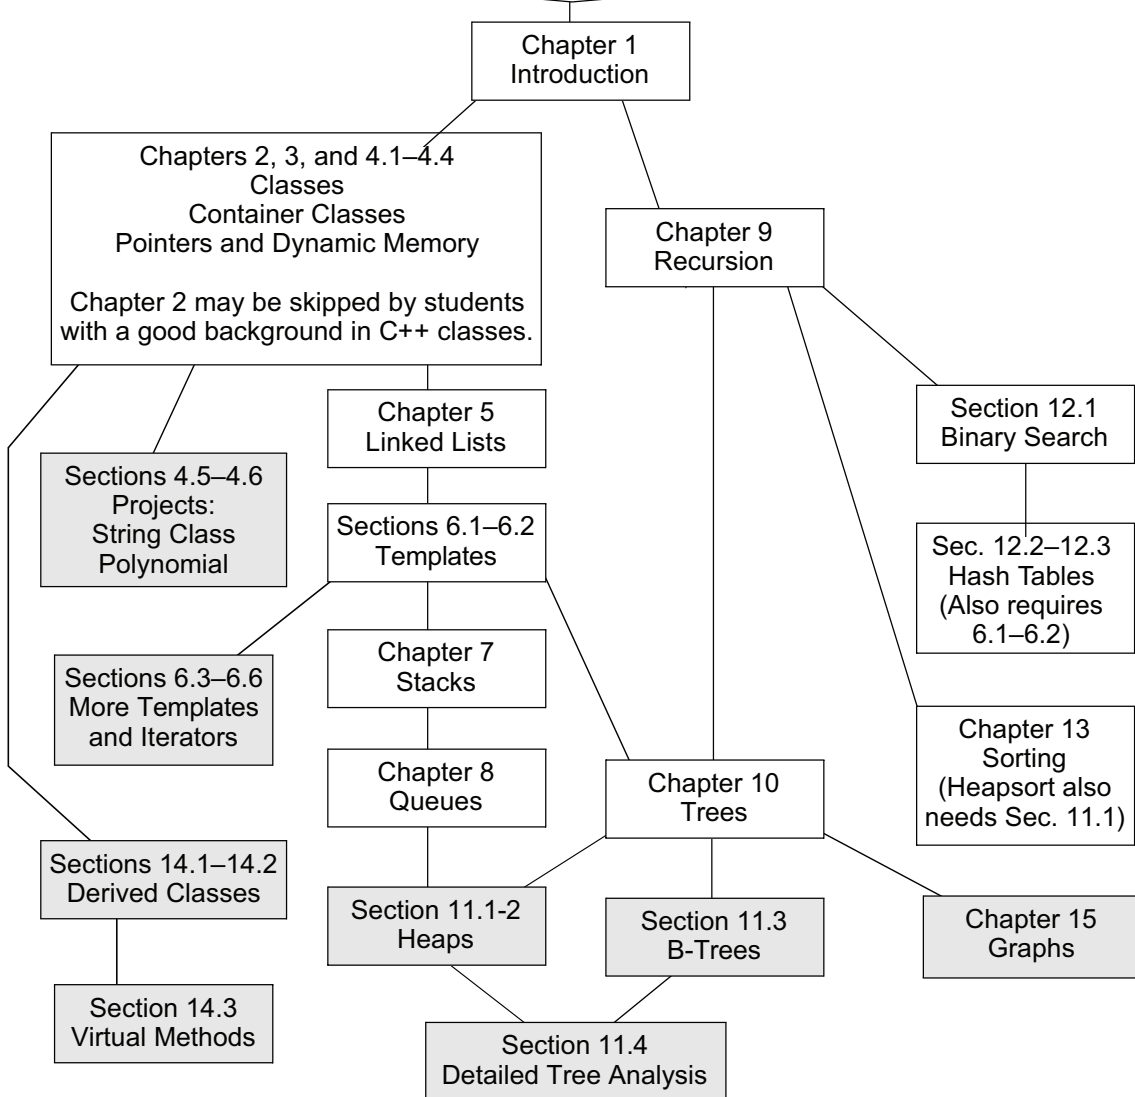 Chapter 1
Introduction
Chapters 2, 3, and 4.1–4.4
Classes
Container Classes
Pointers and Dynamic Memory
Chapter 2 may be skipped by students
with a good background in C++ classes.
Chapter 9
Recursion
Chapter 5
Linked Lists
Section 12.1
Binary Search
Sections 4.5–4.6
Projects:
String Class
Polynomial
Sections 6.1–6.2
Templates
Sec. 12.2–12.3
Hash Tables
(Also requires
6.1–6.2)
Chapter 7
Stacks
Sections 6.3–6.6
More Templates
and Iterators
Chapter 13
Sorting
(Heapsort also
needs Sec. 11.1)
Chapter 8
Queues
Chapter 10
Trees
Sections 14.1–14.2
Derived Classes
Section 11.1-2
Heaps
Section 11.3
B-Trees
Chapter 15
Graphs
Section 14.3
Virtual Methods
Section 11.4
Detailed Tree Analysis